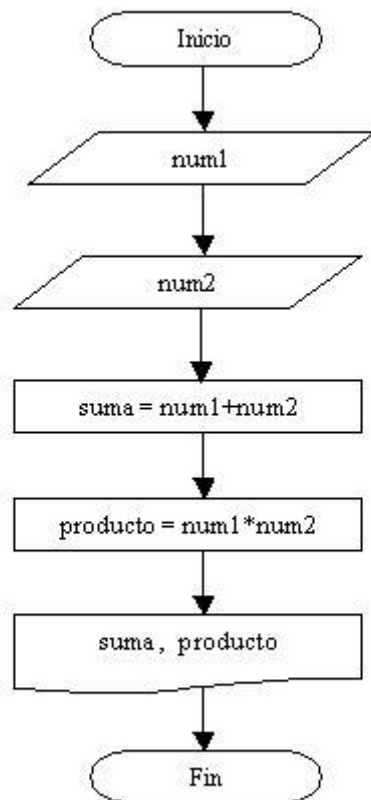 Inicio
num1
num2
suma = num1+num2
producto = num1*num2
suma , producto
Fin